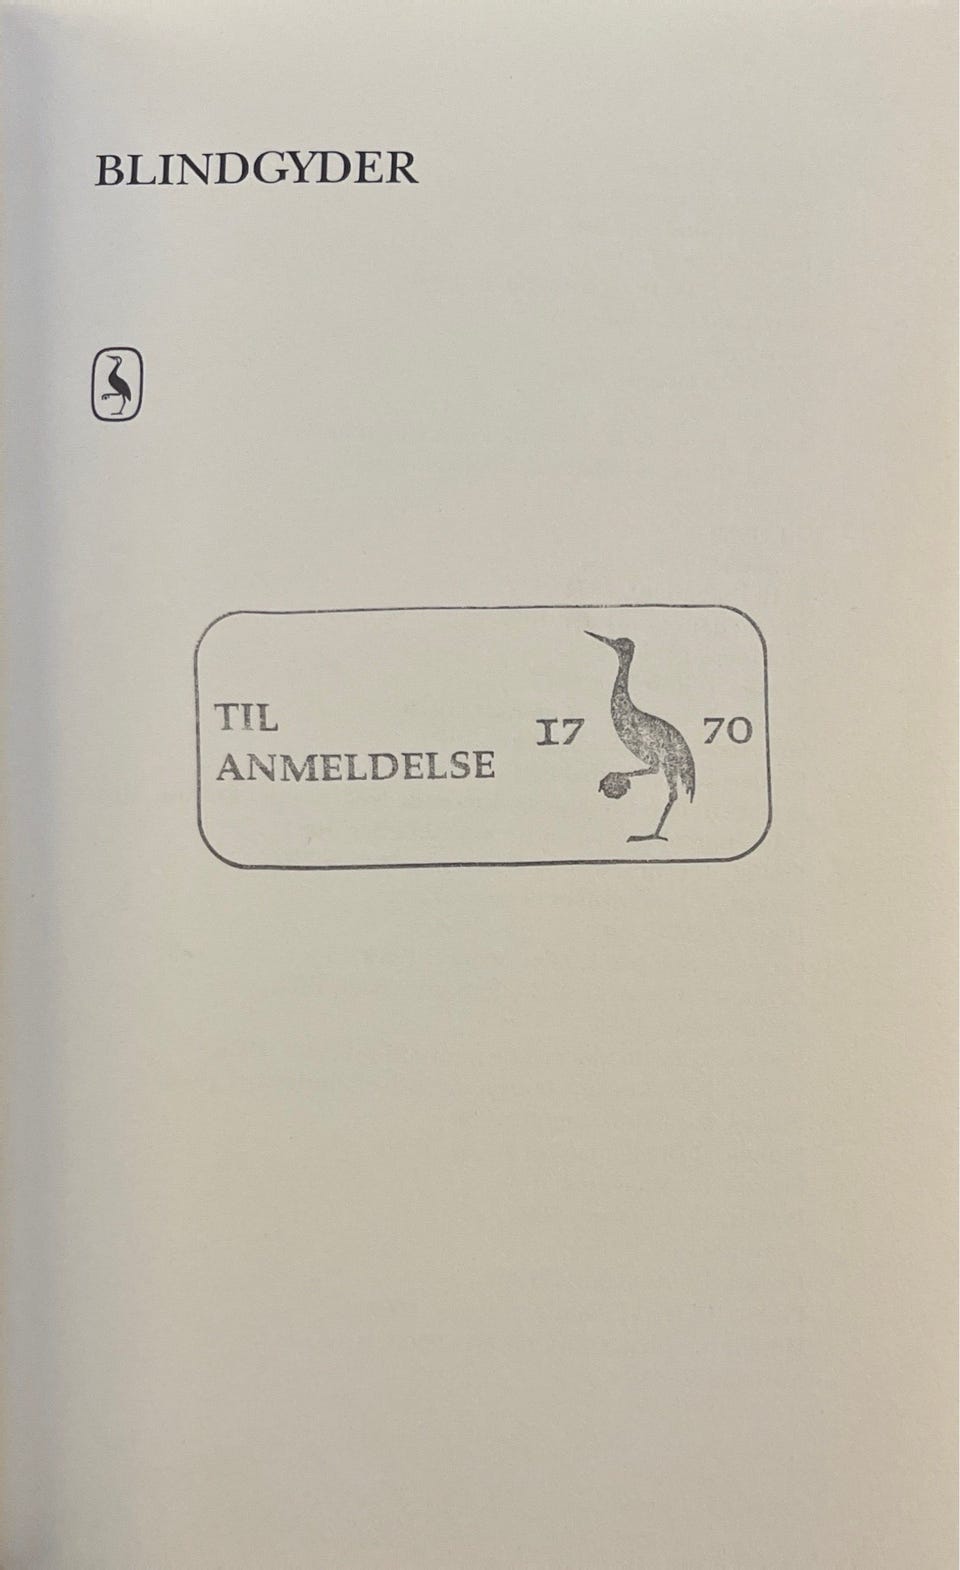 BLINDGYDER
TIL
ANMELDELSE
17 70